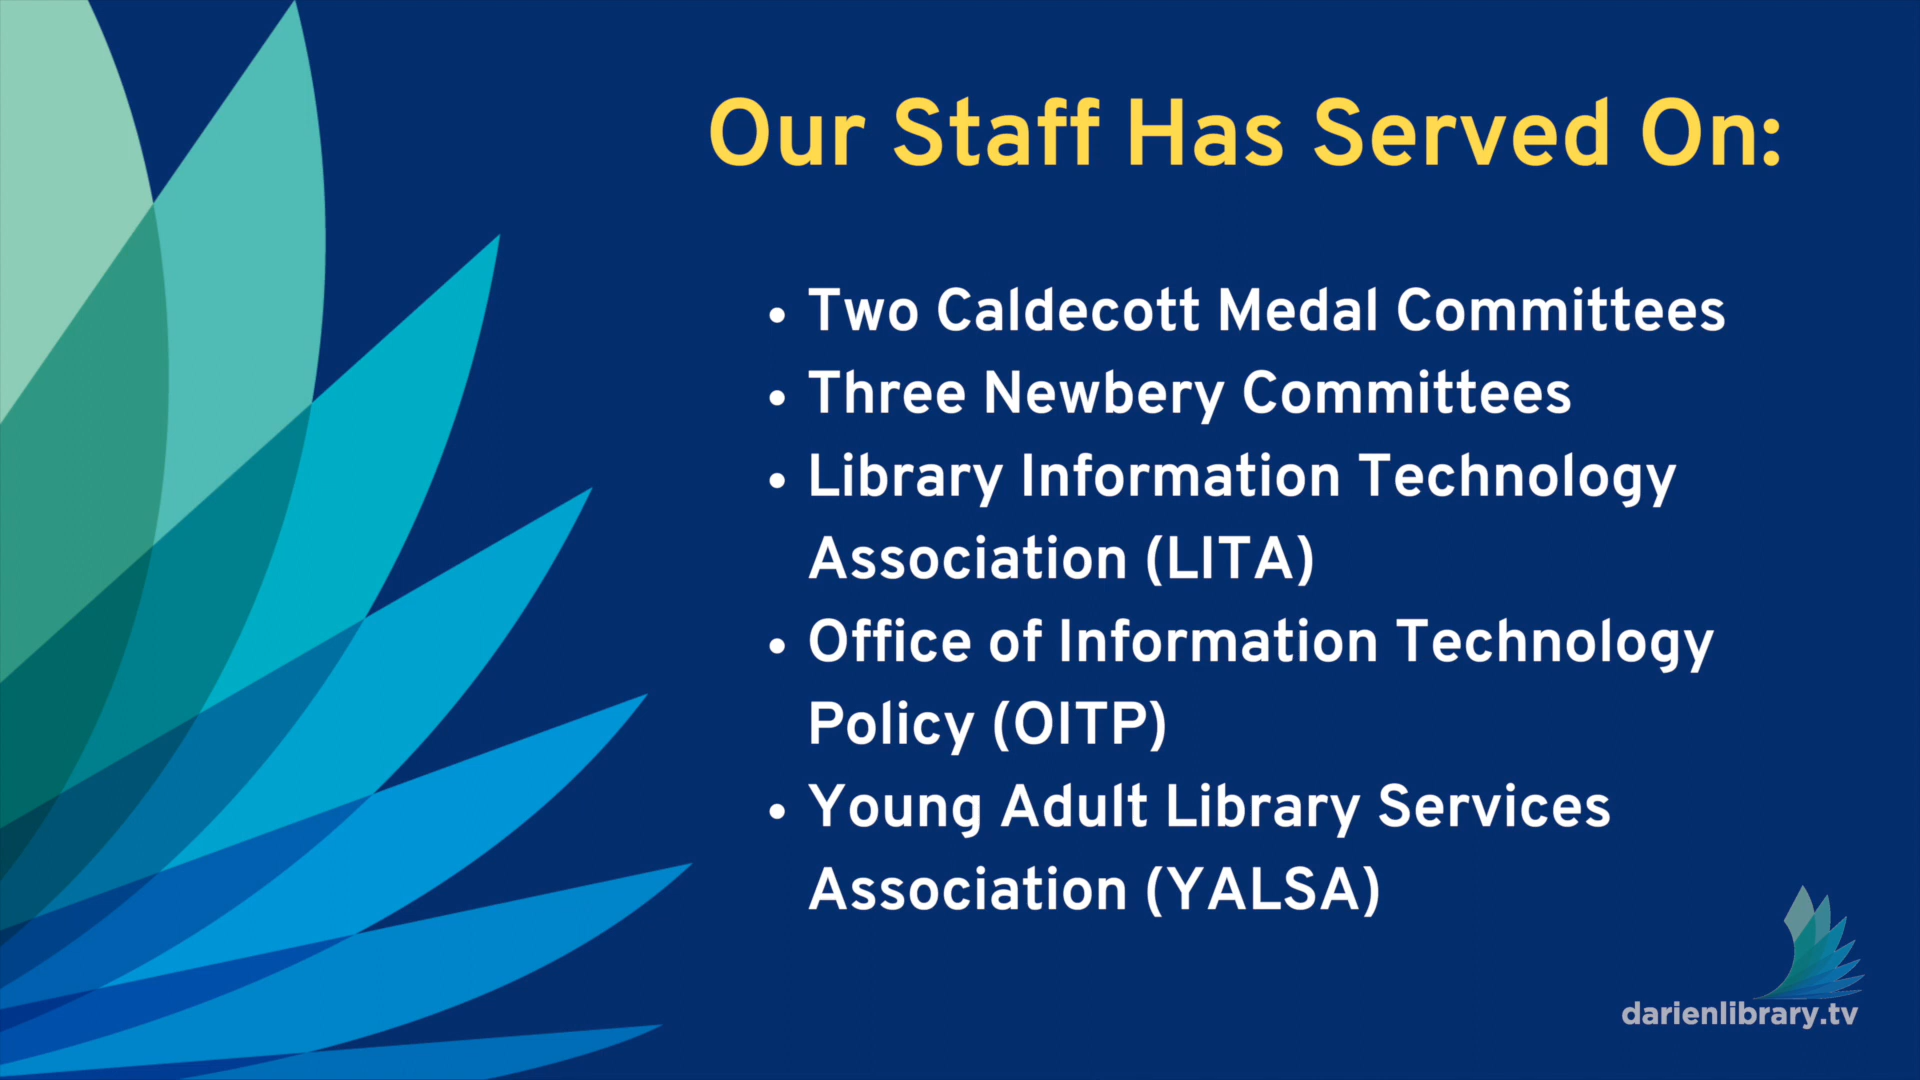 Our Staff Has Served On:
• Two Caldecott Medal Committees
• Three Newbery Committees
• Library Information Technology
Association (LITA)
• Office of Information Technology
Policy (OITP)
• Young Adult Library Services
Association (YALSA)
darienlibrary.tv